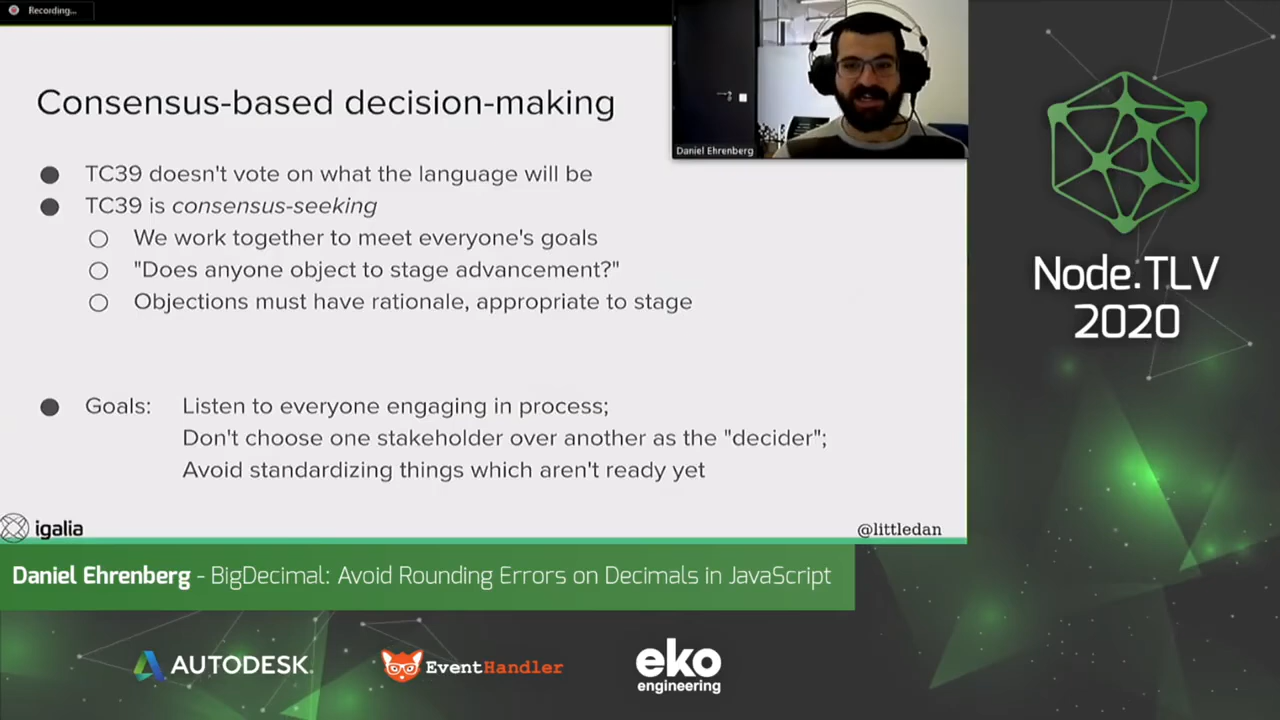 Recording...
Consensus-based decision-making
Daniel Ehrenberg
TC39 doesn't vote on what the language will be
TC39 is consensus-seeking
We work together to meet everyone's goals
"Does anyone object to stage advancement?"
Objections must have rationale, appropriate to stage
Goals: Listen to everyone engaging in process;
Don't choose one stakeholder over another as the "decider";
Avoid standardizing things which aren't ready yet
igalia
@littledan
Node.TLV
2020
Daniel Ehrenberg - BigDecimal: Avoid Rounding Errors on Decimals in JavaScript
AUTODESK.
EventHandler
eko
engineering